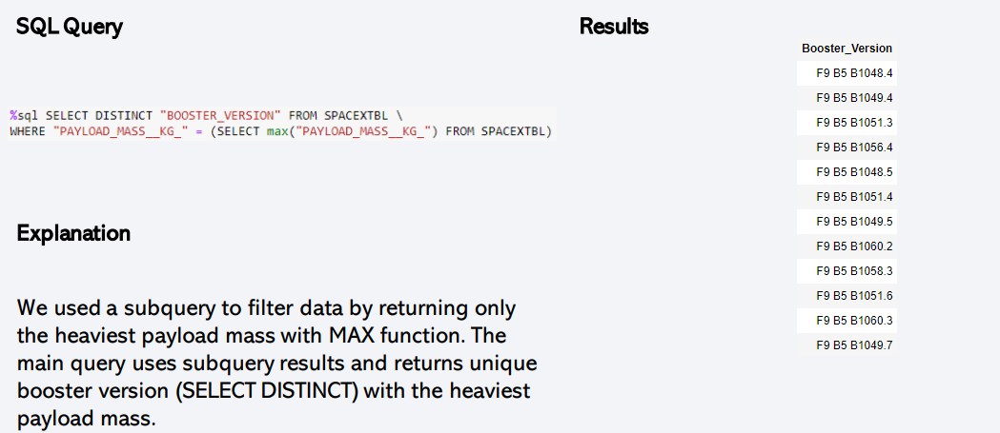 SQL Query
%sql SELECT DISTINCT "BOOSTER_VERSION" FROM SPACEXTBL \
WHERE "PAYLOAD_MASS__KG_" = (SELECT max("PAYLOAD_MASS__KG_") FROM SPACEXTBL)
Explanation
We used a subquery to filter data by returning only
the heaviest payload mass with MAX function. The
main query uses subquery results and returns unique
booster version (SELECT DISTINCT) with the heaviest
payload mass.
Results
Booster_Version
F9 B5 B1048.4
F9 B5 B1049.4
F9 B5 B1051.3
F9 B5 B1056.4
F9 B5 B1048.5
F9 B5 B1051.4
F9 B5 B1049.5
F9 B5 B1060.2
F9 B5 B1058.3
F9 B5 B1051.6
F9 B5 B1060.3
F9 B5 B1049.7